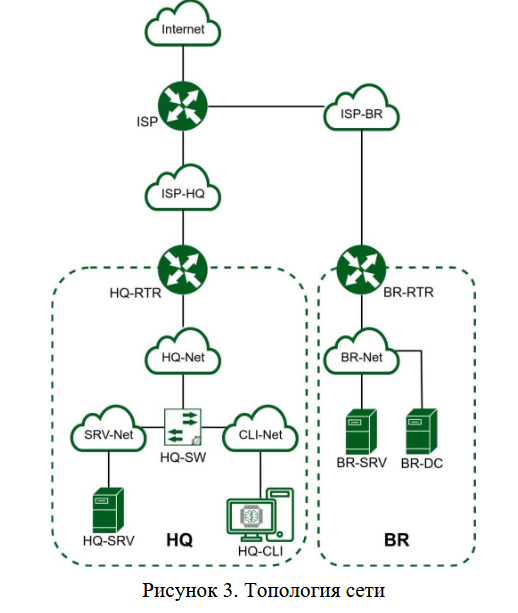 Internet
ISP
ISP-BR
ISP-HQ
HQ-RTR
BR-RTR
HQ-Net
BR-Net
SRV-Net
HQ-SW
CLI-Net
BR-SRV
BR-DC
HQ-SRV
HQ
HQ-CLI
BR
Рисунок 3. Топология сети